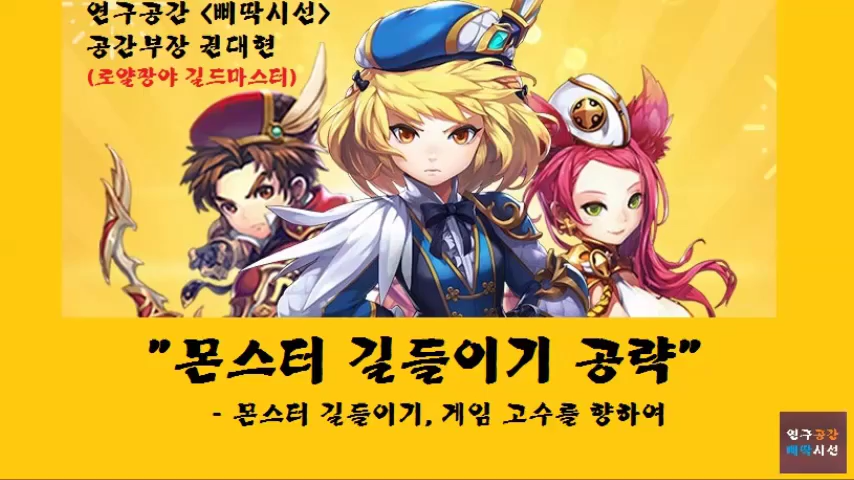 연구공간 <삐딱시선>
공간부장 권대현
(로얄짱야 길드마스터)
"몬스터 길들이기 공략"
- 몬스터 길들이기, 게임 고수를 향하여
연구공간
삐딱시선